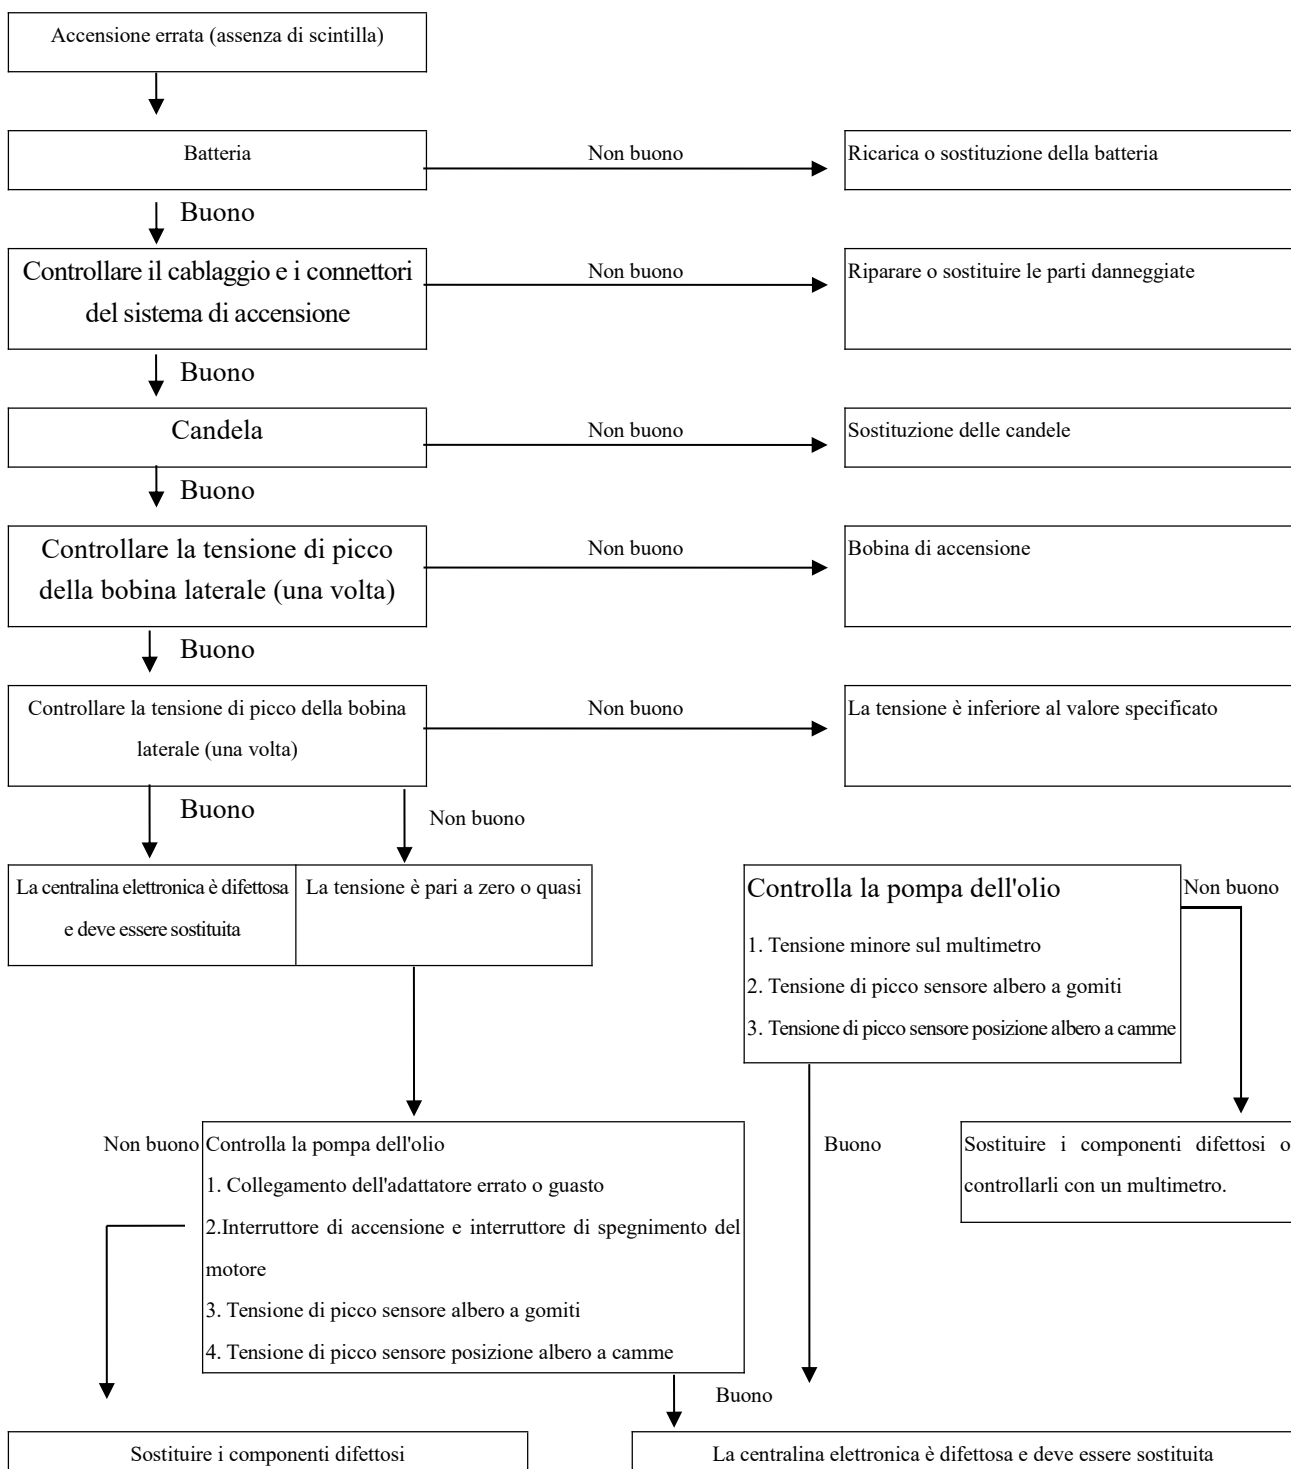 Accensione errata (assenza di scintilla)
Batteria
Non buono
Ricarica o sostituzione della batteria
Buono
Controllare il cablaggio e i connettori
del sistema di accensione
Non buono
Riparare o sostituire le parti danneggiate
Buono
Candela
Non buono
Sostituzione delle candele
Buono
Controllare la tensione di picco
della bobina laterale (una volta)
Non buono
Bobina di accensione
Buono
Controllare la tensione di picco della bobina
laterale (una volta)
Non buono
La tensione è inferiore al valore specificato
Buono
Non buono
La centralina elettronica è difettosa
e deve essere sostituita
La tensione è pari a zero o quasi
Controlla la pompa dell'olio
1. Tensione minore sul multimetro
2. Tensione di picco sensore albero a gomiti
3. Tensione di picco sensore posizione albero a camme
Non buono
Non buono
Controlla la pompa dell'olio
1. Collegamento dell'adattatore errato o guasto
2.Interruttore di accensione e interruttore di spegnimento del
motore
3. Tensione di picco sensore albero a gomiti
4. Tensione di picco sensore posizione albero a camme
Buono
Sostituire i componenti difettosi o
controllarli con un multimetro.
Buono
Sostituire i componenti difettosi
La centralina elettronica è difettosa e deve essere sostituita